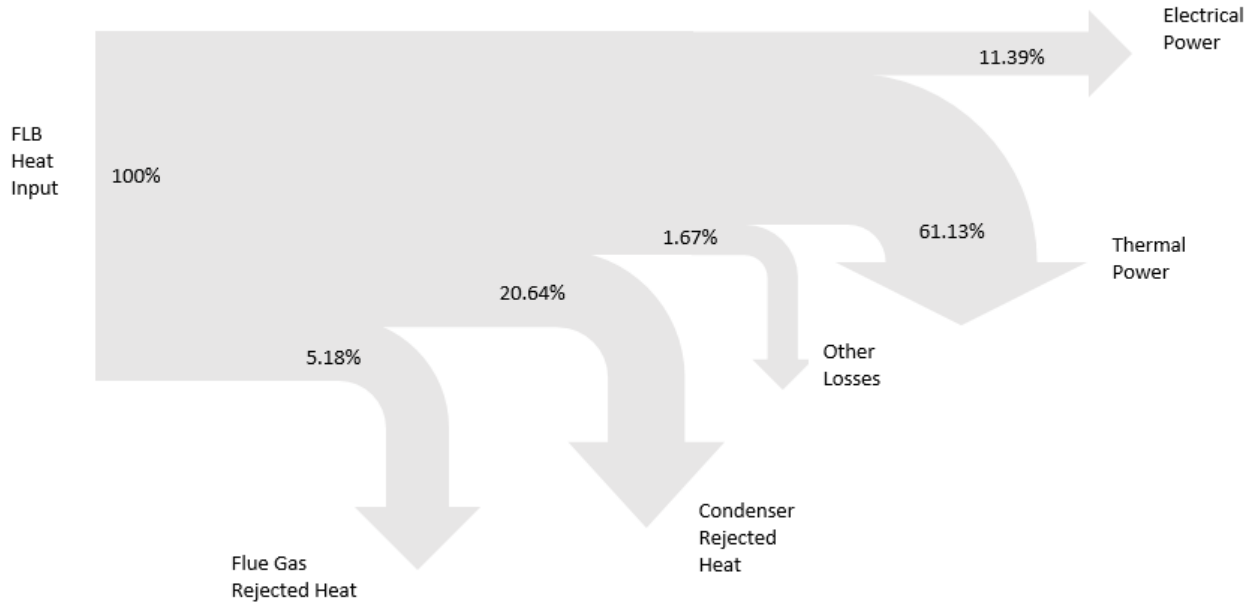 Electrical
Power
11.39%
FLB
Heat
Input
100%
1.67%
61.13%
Thermal
Power
20.64%
5.18%
Other
Losses
Condenser
Rejected
Heat
Flue Gas
Rejected Heat